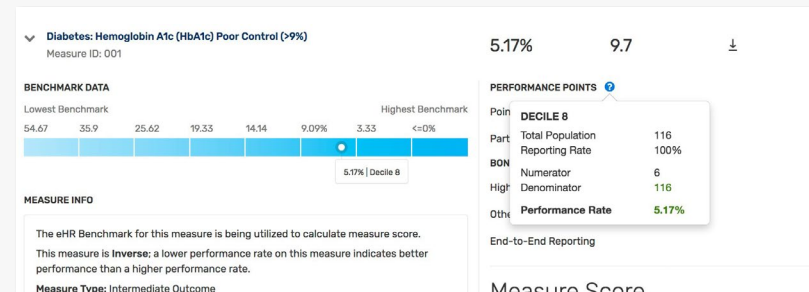 Diabetes: Hemoglobin A1c (HbA1c) Poor Control (>9%)
Measure ID: 001
5.17% 9.7
BENCHMARK DATA
Lowest Benchmark Highest Benchmark
54.67 35.9 25.62 19.33 14.14 9.09% 3.33 <=0%
5.17% | Decile 8
MEASURE INFO
The eHR Benchmark for this measure is being utilized to calculate measure score.
This measure is Inverse; a lower performance rate on this measure indicates better
performance than a higher performance rate.
Measure Type: Intermediate Outcome
PERFORMANCE POINTS ?
Poin
Part
BON
High
Othe
End-to-End Reporting
DECILE 8
Total Population 116
Reporting Rate 100%
Numerator 6
Denominator 116
Performance Rate 5.17%
Measure Score